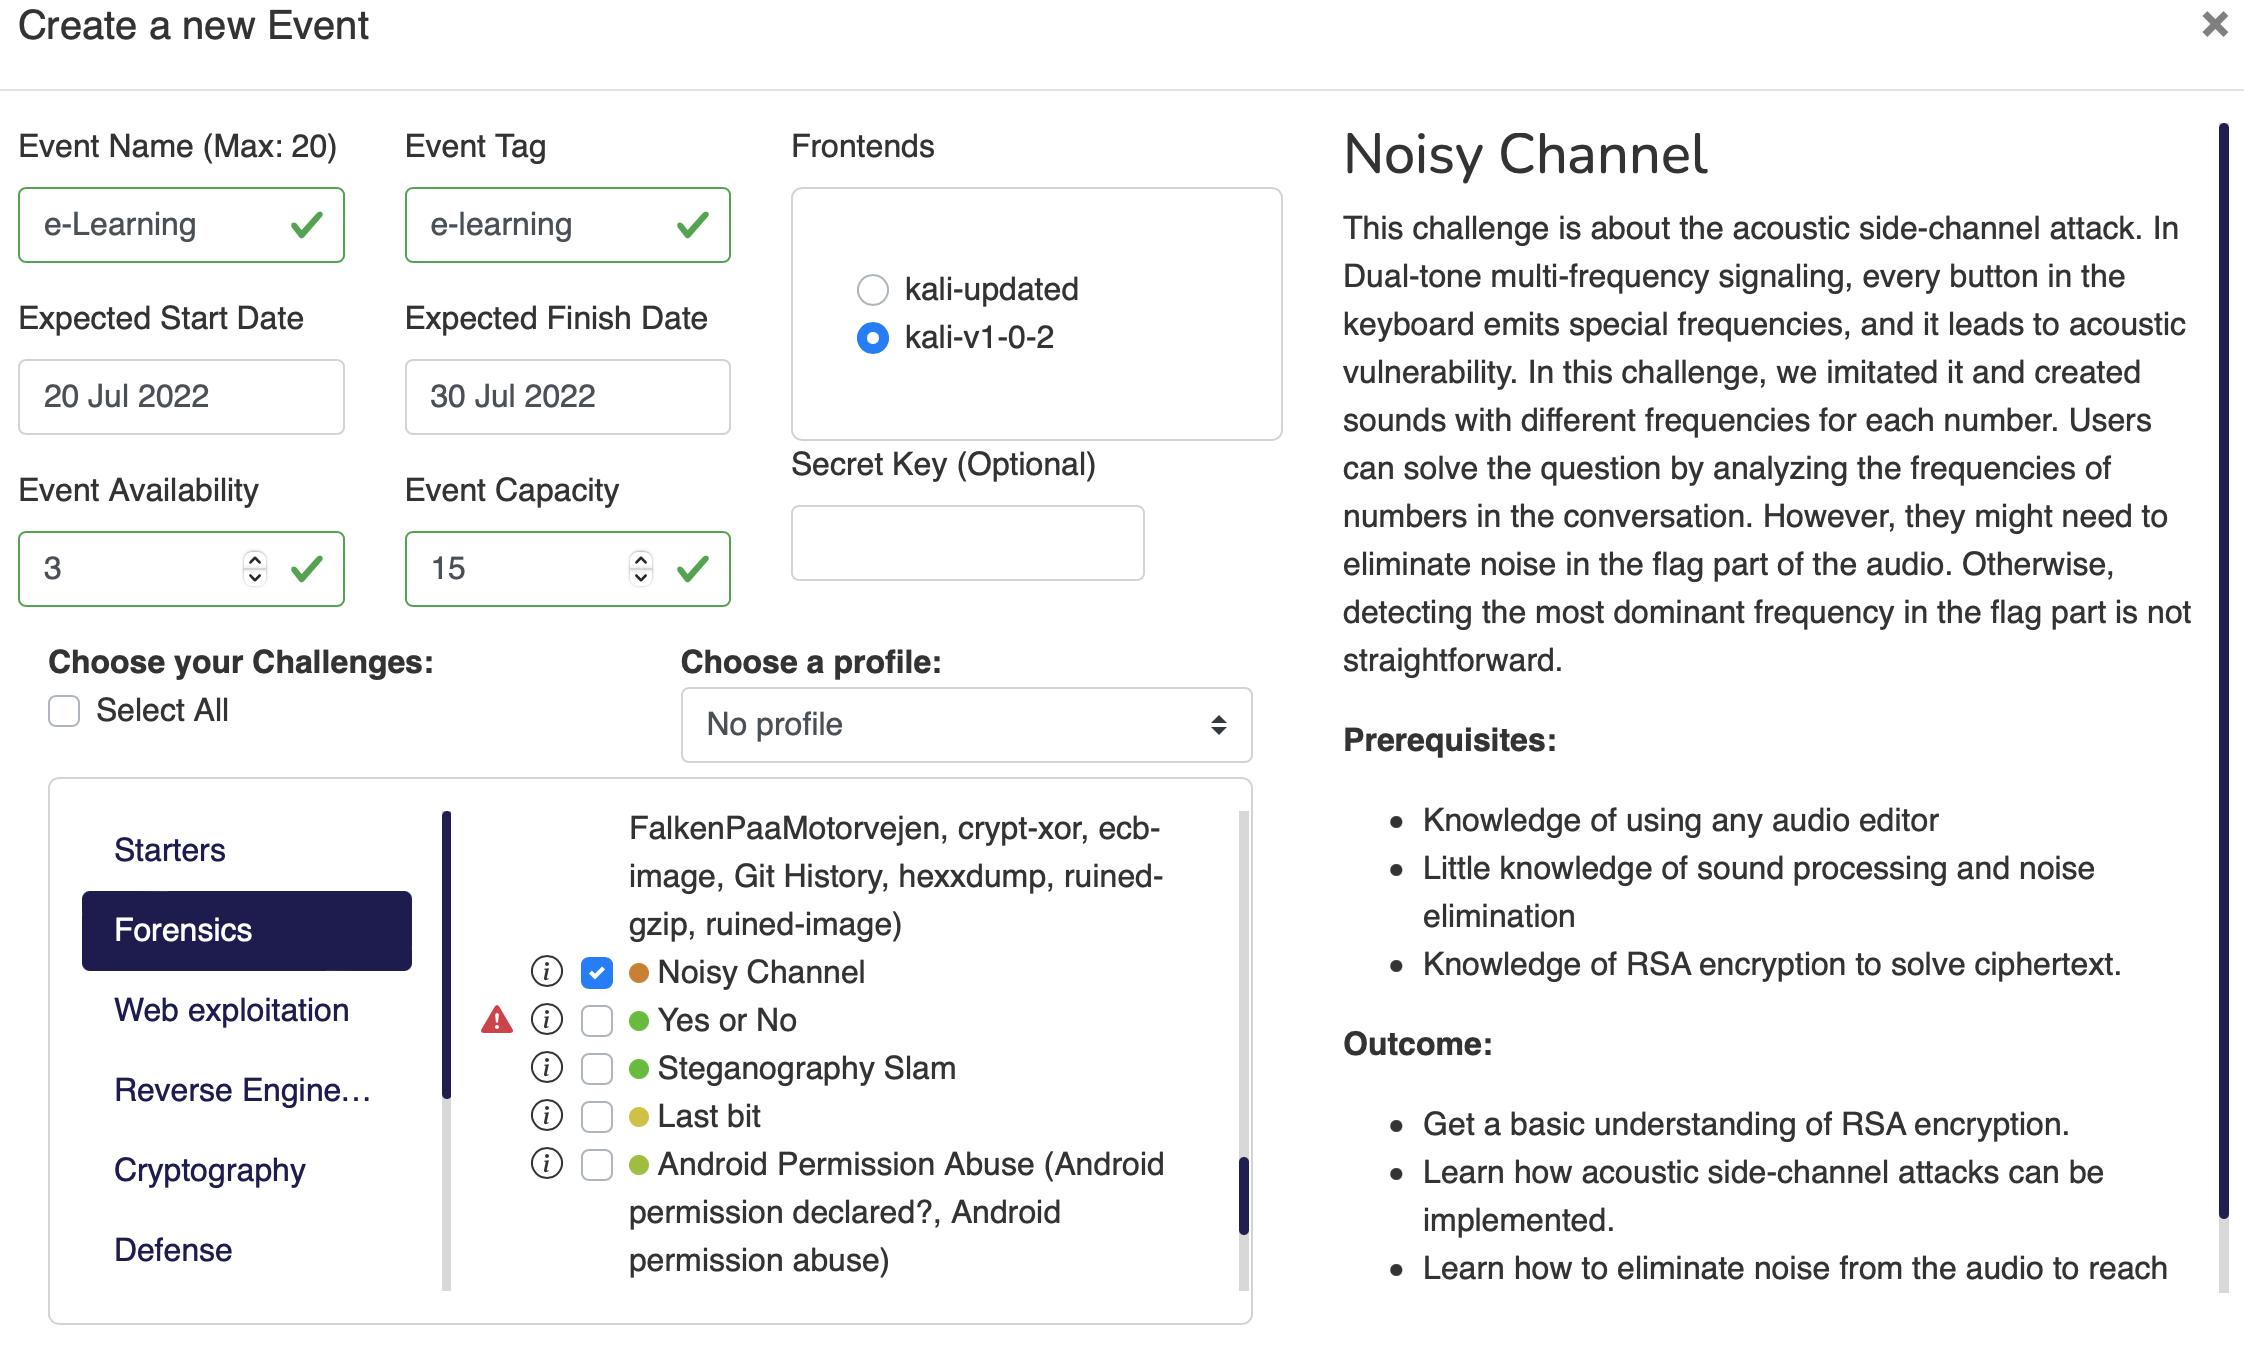 Create a new Event
Event Name (Max: 20)
e-Learning
Event Tag
e-learning
Expected Start Date
20 Jul 2022
Expected Finish Date
30 Jul 2022
Event Availability
3
Event Capacity
15
Frontends
kali-updated
kali-v1-0-2
Secret Key (Optional)
Choose your Challenges:
Select All
Choose a profile:
No profile
Starters
Forensics
Web exploitation
Reverse Engine...
Cryptography
Defense
FalkenPaaMotorvejen, crypt-xor, ecb-
image, Git History, hexxdump, ruined-
gzip, ruined-image)
Noisy Channel
Yes or No
Steganography Slam
Last bit
Android Permission Abuse (Android
permission declared?, Android
permission abuse)
Noisy Channel
This challenge is about the acoustic side-channel attack. In
Dual-tone multi-frequency signaling, every button in the
keyboard emits special frequencies, and it leads to acoustic
vulnerability. In this challenge, we imitated it and created
sounds with different frequencies for each number. Users
can solve the question by analyzing the frequencies of
numbers in the conversation. However, they might need to
eliminate noise in the flag part of the audio. Otherwise,
detecting the most dominant frequency in the flag part is not
straightforward.
Prerequisites:
Knowledge of using any audio editor
Little knowledge of sound processing and noise
elimination
Knowledge of RSA encryption to solve ciphertext.
Outcome:
Get a basic understanding of RSA encryption.
Learn how acoustic side-channel attacks can be
implemented.
Learn how to eliminate noise from the audio to reach